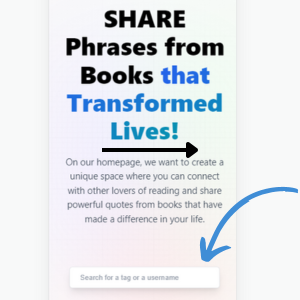 SHARE
Phrases from
Books that
Transformed
Lives!
On our homepage, we want to create a
unique space where you can connect
with other lovers of reading and share
powerful quotes from books that have
made a difference in your life.
Search for a tag or a username